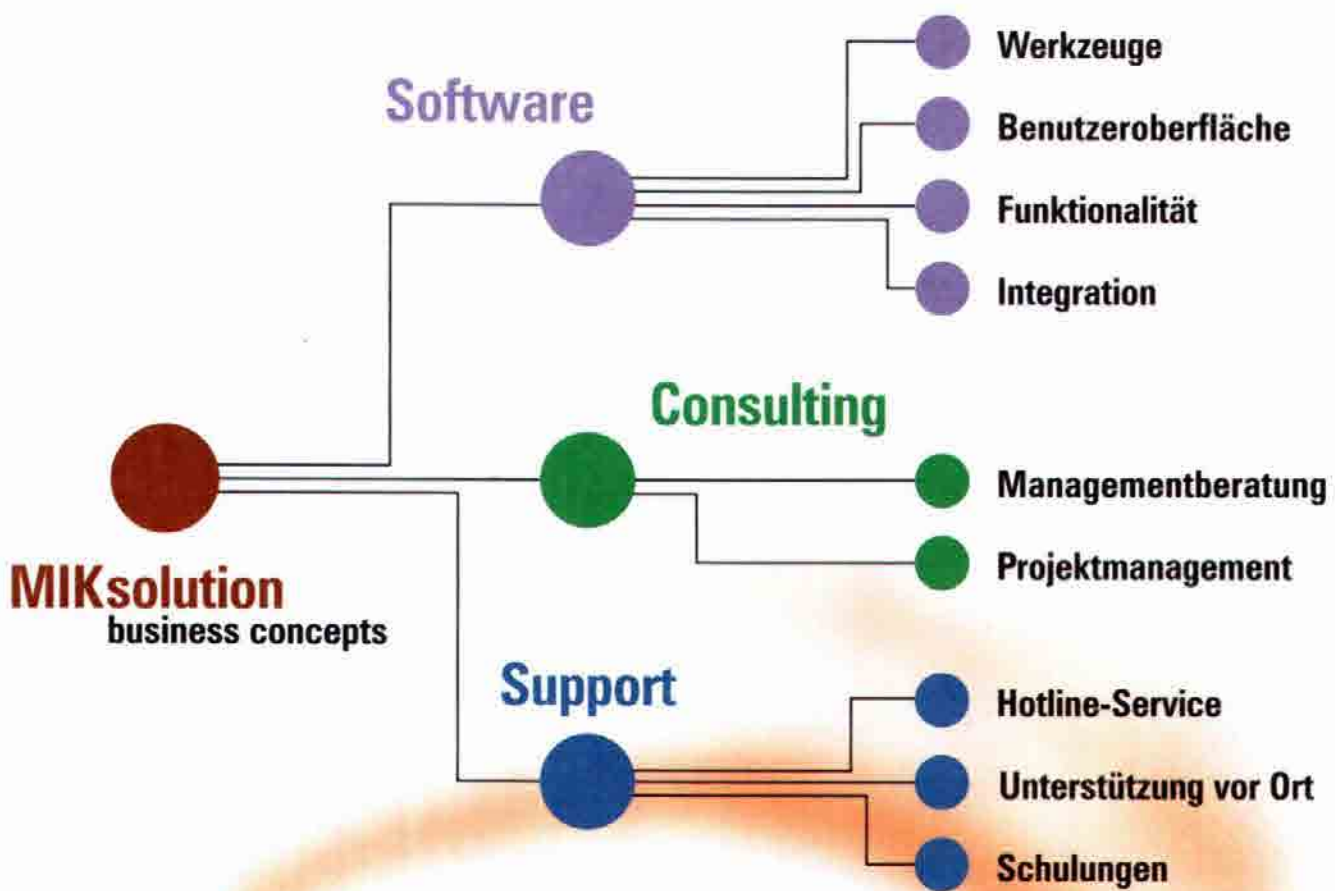 Software
Werkzeuge
Benutzeroberfläche
Funktionalität
Integration
Consulting
Managementberatung
Projektmanagement
MIKsolution
business concepts
Support
Hotline-Service
Unterstützung vor Ort
Schulungen